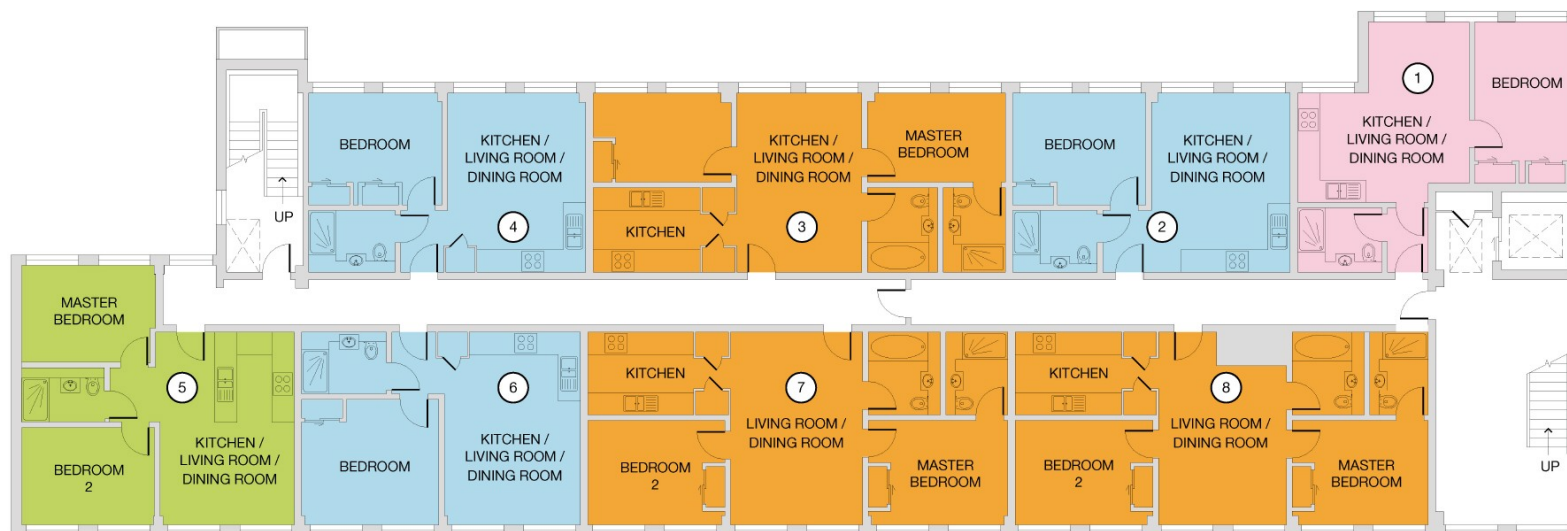 1
BEDROOM
KITCHEN /
LIVING ROOM /
DINING ROOM
BEDROOM
KITCHEN /
LIVING ROOM /
DINING ROOM
4
UP
KITCHEN /
LIVING ROOM /
DINING ROOM
3
KITCHEN
MASTER
BEDROOM
BEDROOM
KITCHEN /
LIVING ROOM /
DINING ROOM
2
MASTER
BEDROOM
5
KITCHEN /
LIVING ROOM /
DINING ROOM
BEDROOM
2
6
BEDROOM
KITCHEN /
LIVING ROOM /
DINING ROOM
KITCHEN
7
LIVING ROOM /
DINING ROOM
BEDROOM
2
MASTER
BEDROOM
KITCHEN
8
LIVING ROOM /
DINING ROOM
BEDROOM
2
MASTER
BEDROOM
UP